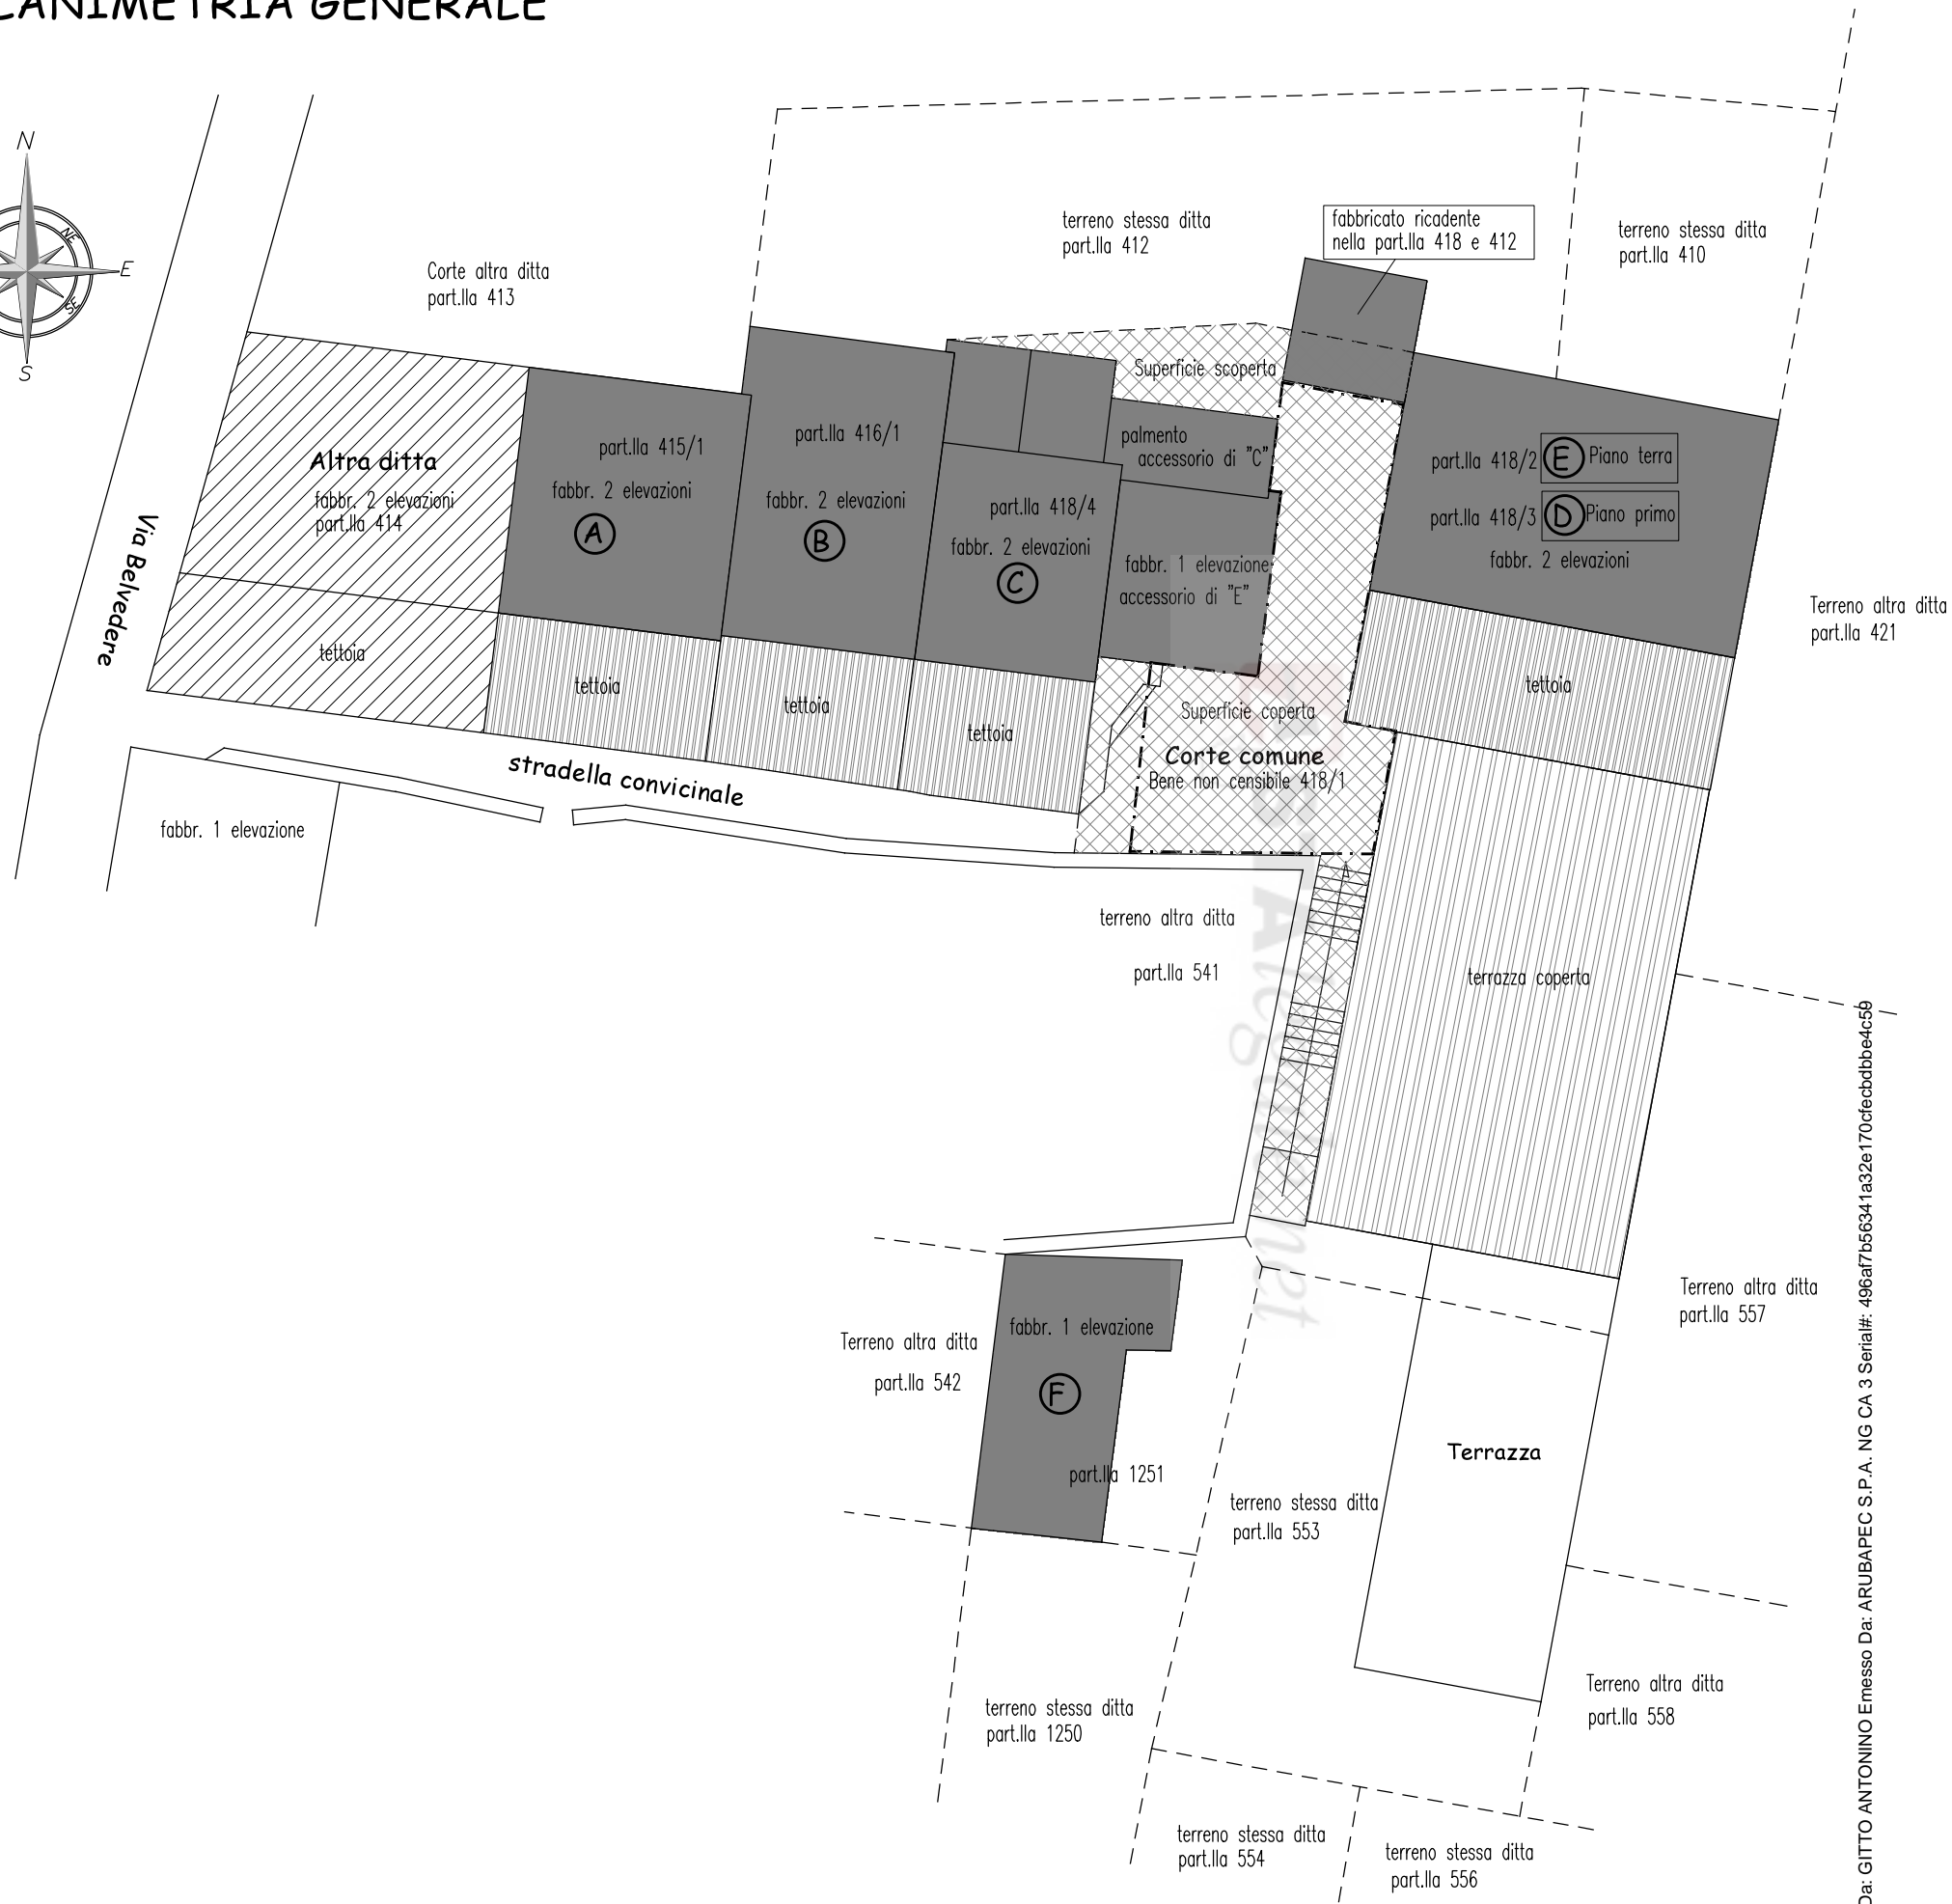 PLANIMETRIA GENERALE
N
NE
E
SE
S
Corte altra ditta
part.lla 413
terreno stessa ditta
part.lla 412
fabbricato ricadente
nella part.lla 418 e 412
terreno stessa ditta
part.lla 410
Superficie scoperta
Altra ditta
fabbr. 2 elevazioni
part.lla 414
tettoia
Via Belvedere
part.lla 415/1
fabbr. 2 elevazioni
A
tettoia
part.lla 416/1
fabbr. 2 elevazioni
B
tettoia
part.lla 418/4
fabbr. 2 elevazioni
C
tettoia
palmento
accessorio di "C"
fabbr. 1 elevazione
accessorio di "E"
part.lla 418/2 E Piano terra
part.lla 418/3 D Piano primo
fabbr. 2 elevazioni
tettoia
Terreno altra ditta
part.lla 421
Superficie coperta
Corte comune
Bene non censibile 418/1
stradella convicinale
fabbr. 1 elevazione
terreno altra ditta
part.lla 541
terrazza coperta
Terreno altra ditta
part.lla 557
fabbr. 1 elevazione
F
part.lla 1251
Terreno altra ditta
part.lla 542
Terrazza
terreno stessa ditta
part.lla 553
terreno stessa ditta
part.lla 1250
Terreno altra ditta
part.lla 558
terreno stessa ditta
part.lla 554
terreno stessa ditta
part.lla 556
Da: GITTO ANTONINO Emesso Da: ARUBAPEC S.P.A. NG CA 3 Serial#: 496af7b56341a32e170cfecbdbbe4c59